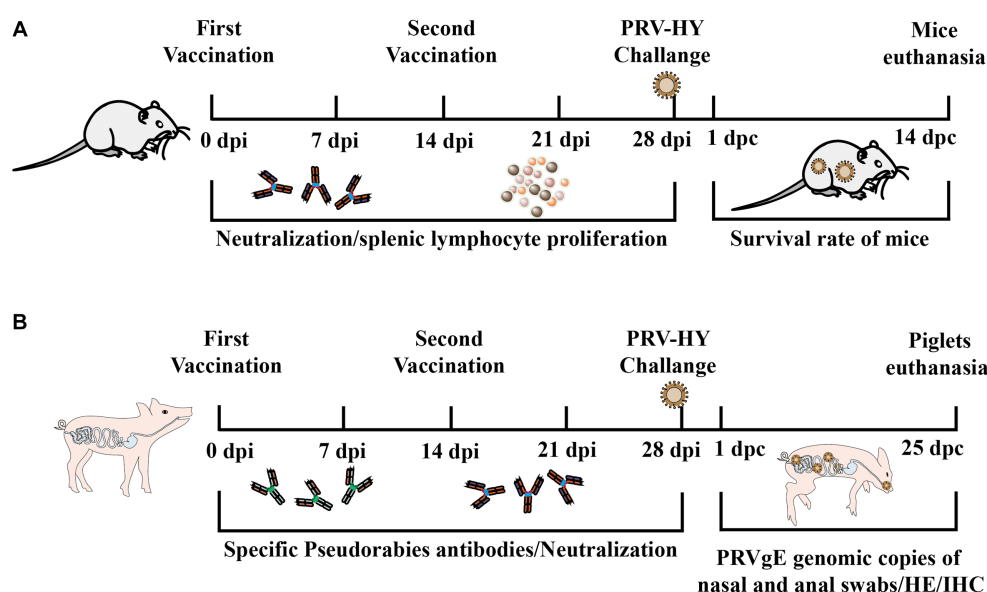 A
First
Vaccination
Second
Vaccination
PRV-HY
Challange
Mice
euthanasia
0 dpi
7 dpi
14 dpi
21 dpi
28 dpi
1 dpc
14 dpc
Neutralization/splenic lymphocyte proliferation
Survival rate of mice
B
First
Vaccination
Second
Vaccination
PRV-HY
Challange
Piglets
euthanasia
0 dpi
7 dpi
14 dpi
21 dpi
28 dpi
1 dpc
25 dpc
Specific Pseudorabies antibodies/Neutralization
PRVgE genomic copies of
nasal and anal swabs/HE/IHC